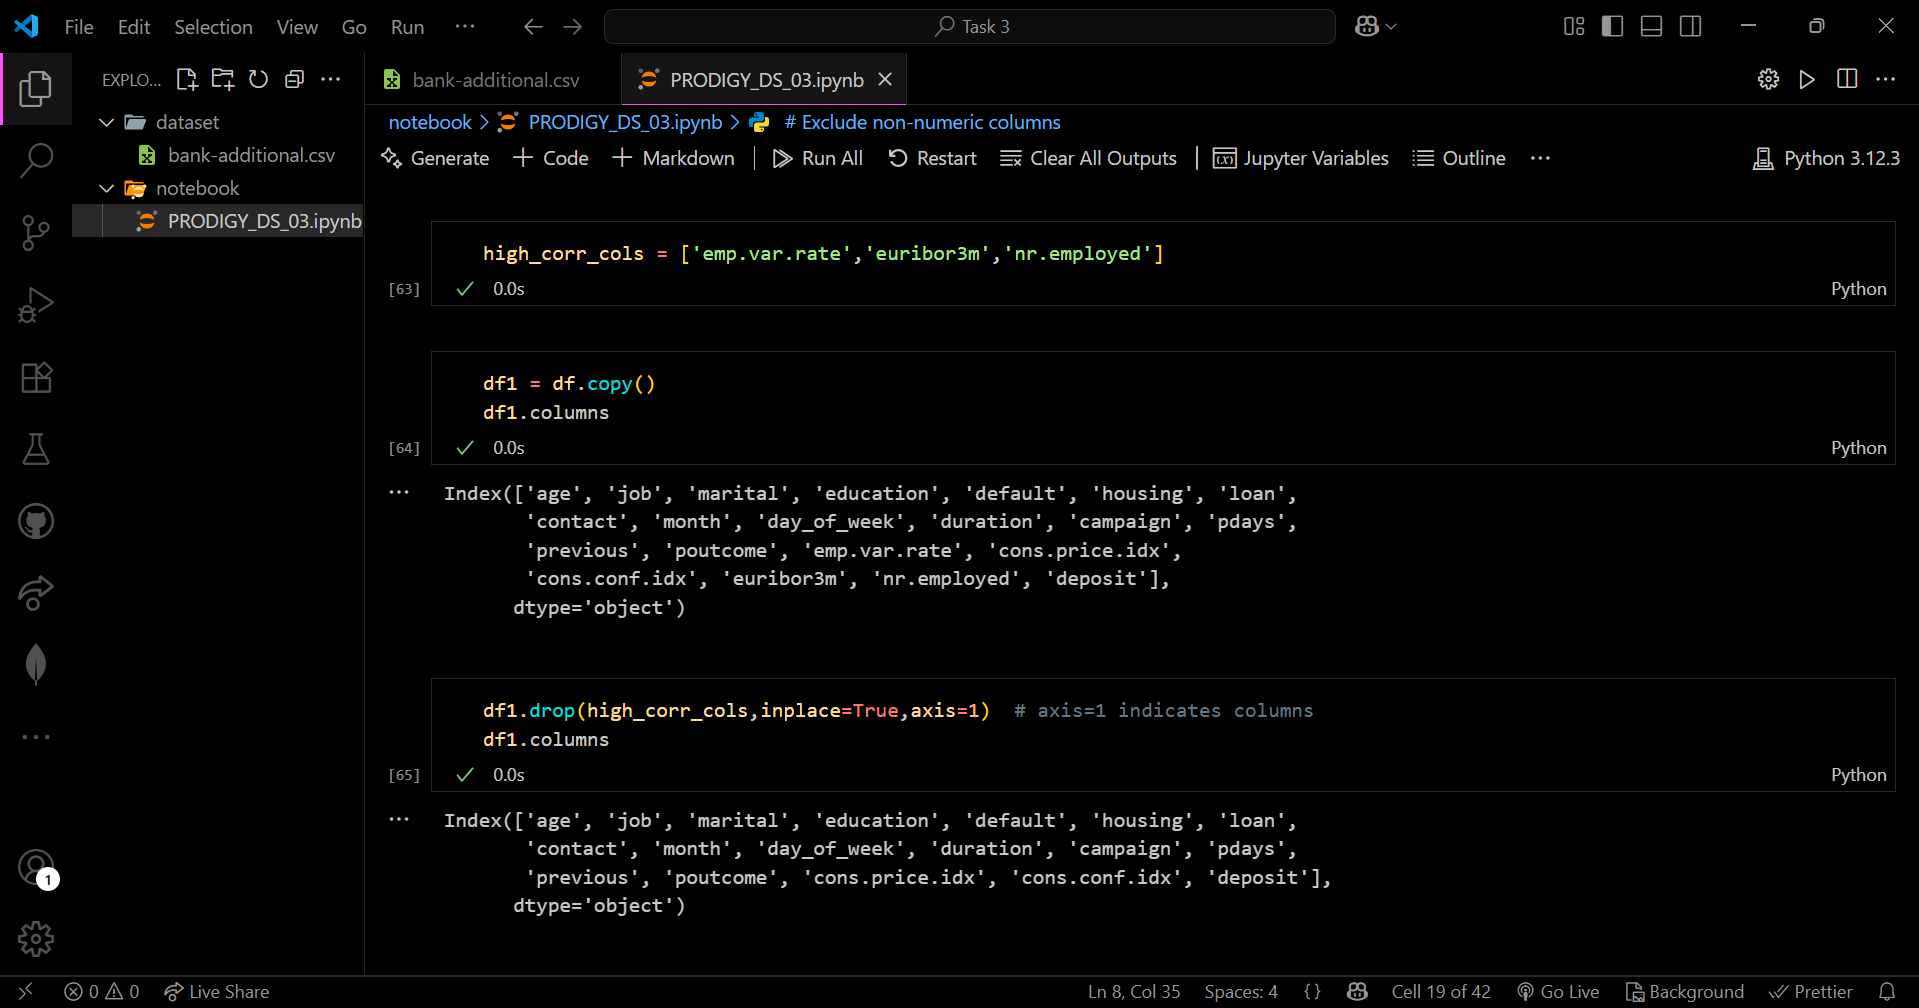 File Edit Selection View Go Run ··· Task 3
EXPLO... ···
dataset
bank-additional.csv
notebook
PRODIGY_DS_03.ipynb
bank-additional.csv PRODIGY_DS_03.ipynb
notebook > PRODIGY_DS_03.ipynb > # Exclude non-numeric columns
Generate + Code + Markdown | Run All Restart Clear All Outputs | Jupyter Variables Outline ··· Python 3.12.3
high_corr_cols = ['emp.var.rate','euribor3m','nr.employed']
[63] ✓ 0.0s Python
df1 = df.copy()
df1.columns
[64] ✓ 0.0s Python
Index(['age', 'job', 'marital', 'education', 'default', 'housing', 'loan',
'contact', 'month', 'day_of_week', 'duration', 'campaign', 'pdays',
'previous', 'poutcome', 'emp.var.rate', 'cons.price.idx',
'cons.conf.idx', 'euribor3m', 'nr.employed', 'deposit'],
dtype='object')
df1.drop(high_corr_cols,inplace=True,axis=1) # axis=1 indicates columns
df1.columns
[65] ✓ 0.0s Python
Index(['age', 'job', 'marital', 'education', 'default', 'housing', 'loan',
'contact', 'month', 'day_of_week', 'duration', 'campaign', 'pdays',
'previous', 'poutcome', 'cons.price.idx', 'cons.conf.idx', 'deposit'],
dtype='object')
1
0 0 Live Share Ln 8, Col 35 Spaces: 4 {} Cell 19 of 42 Go Live Background Prettier